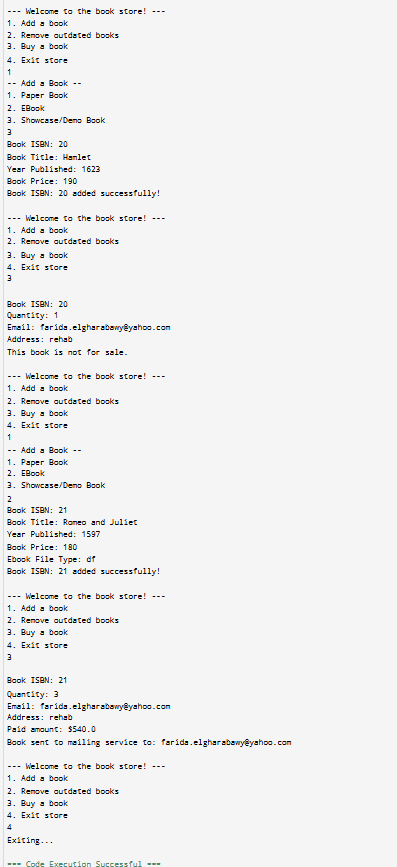 --- Welcome to the book store! ---
1. Add a book
2. Remove outdated books
3. Buy a book
4. Exit store
1
-- Add a Book --
1. Paper Book
2. EBook
3. Showcase/Demo Book
3
Book ISBN: 20
Book Title: Hamlet
Year Published: 1623
Book Price: 190
Book ISBN: 20 added successfully!
--- Welcome to the book store! ---
1. Add a book
2. Remove outdated books
3. Buy a book
4. Exit store
3
Book ISBN: 20
Quantity: 1
Email: farida.elgharabawy@yahoo.com
Address: rehab
This book is not for sale.
--- Welcome to the book store! ---
1. Add a book
2. Remove outdated books
3. Buy a book
4. Exit store
1
-- Add a Book --
1. Paper Book
2. EBook
3. Showcase/Demo Book
2
Book ISBN: 21
Book Title: Romeo and Juliet
Year Published: 1597
Book Price: 180
Ebook File Type: df
Book ISBN: 21 added successfully!
--- Welcome to the book store! ---
1. Add a book
2. Remove outdated books
3. Buy a book
4. Exit store
3
Book ISBN: 21
Quantity: 3
Email: farida.elgharabawy@yahoo.com
Address: rehab
Paid amount: $540.0
Book sent to mailing service to: farida.elgharabawy@yahoo.com
--- Welcome to the book store! ---
1. Add a book
2. Remove outdated books
3. Buy a book
4. Exit store
4
Exiting...
=== Code Execution Successful ===